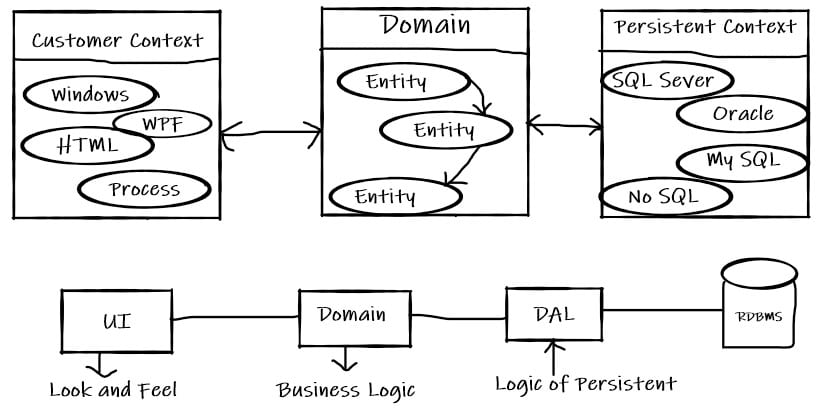 Customer Context
Windows
WPF
HTML
Process
Domain
Entity
Entity
Entity
Persistent Context
SQL Sever
Oracle
My SQL
No SQL
UI
Domain
DAL
RDBMS
Look and Feel
Business Logic
Logic of Persistent